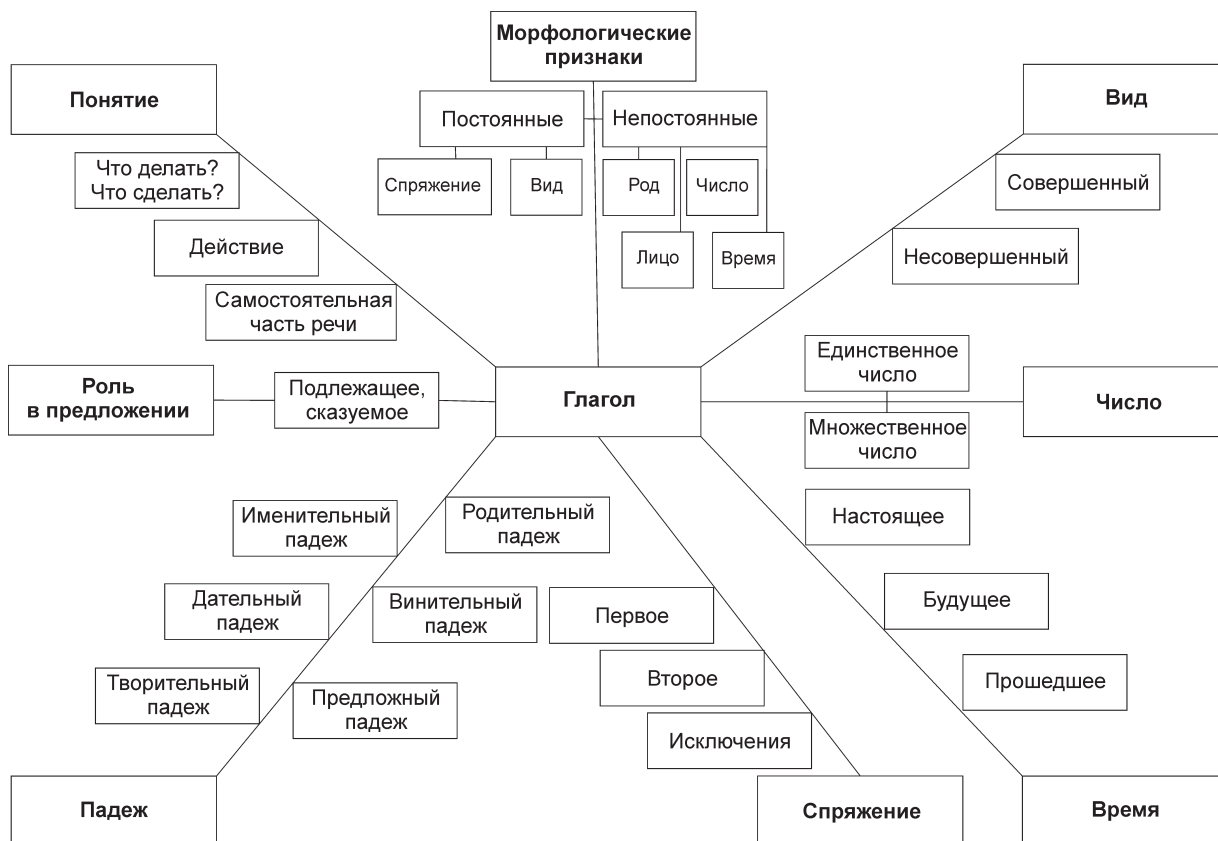 Морфологические
признаки
Понятие
Вид
Постоянные
Непостоянные
Что делать?
Что сделать?
Спряжение
Вид
Род
Число
Совершенный
Действие
Лицо
Время
Несовершенный
Самостоятельная
часть речи
Единственное
число
Роль
в предложении
Подлежащее,
сказуемое
Глагол
Число
Множественное
число
Именительный
падеж
Родительный
падеж
Настоящее
Дательный
падеж
Винительный
падеж
Первое
Будущее
Творительный
падеж
Предложный
падеж
Второе
Прошедшее
Исключения
Падеж
Спряжение
Время